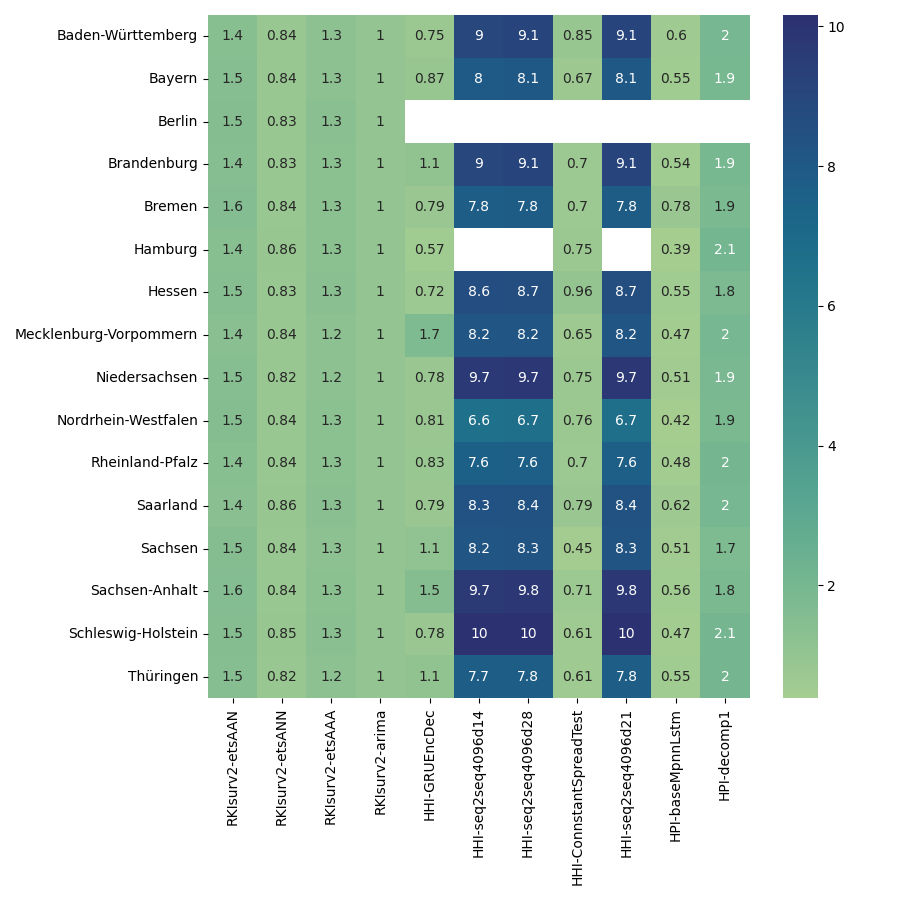 Baden-Württemberg 1.4 0.84 1.3 1 0.75 9 9.1 0.85 9.1 0.6 2
Bayern 1.5 0.84 1.3 1 0.87 8 8.1 0.67 8.1 0.55 1.9
Berlin 1.5 0.83 1.3 1
Brandenburg 1.4 0.83 1.3 1 1.1 9 9.1 0.7 9.1 0.54 1.9
Bremen 1.6 0.84 1.3 1 0.79 7.8 7.8 0.7 7.8 0.78 1.9
Hamburg 1.4 0.86 1.3 1 0.57 0.75 0.39 2.1
Hessen 1.5 0.83 1.3 1 0.72 8.6 8.7 0.96 8.7 0.55 1.8
Mecklenburg-Vorpommern 1.4 0.84 1.2 1 1.7 8.2 8.2 0.65 8.2 0.47 2
Niedersachsen 1.5 0.82 1.2 1 0.78 9.7 9.7 0.75 9.7 0.51 1.9
Nordrhein-Westfalen 1.5 0.84 1.3 1 0.81 6.6 6.7 0.76 6.7 0.42 1.9
Rheinland-Pfalz 1.4 0.84 1.3 1 0.83 7.6 7.6 0.7 7.6 0.48 2
Saarland 1.4 0.86 1.3 1 0.79 8.3 8.4 0.79 8.4 0.62 2
Sachsen 1.5 0.84 1.3 1 1.1 8.2 8.3 0.45 8.3 0.51 1.7
Sachsen-Anhalt 1.6 0.84 1.3 1 1.5 9.7 9.8 0.71 9.8 0.56 1.8
Schleswig-Holstein 1.5 0.85 1.3 1 0.78 10 10 0.61 10 0.47 2.1
Thüringen 1.5 0.82 1.2 1 1.1 7.7 7.8 0.61 7.8 0.55 2
RKIsurv2-etsAAN
RKIsurv2-etsANN
RKIsurv2-etsAAA
RKIsurv2-arima
HHI-GRUEncDec
HHI-seq2seq4096d14
HHI-seq2seq4096d28
HHI-ConnstantSpreadTest
HHI-seq2seq4096d21
HPI-baseMpnnLstm
HPI-decomp1
10
8
6
4
2